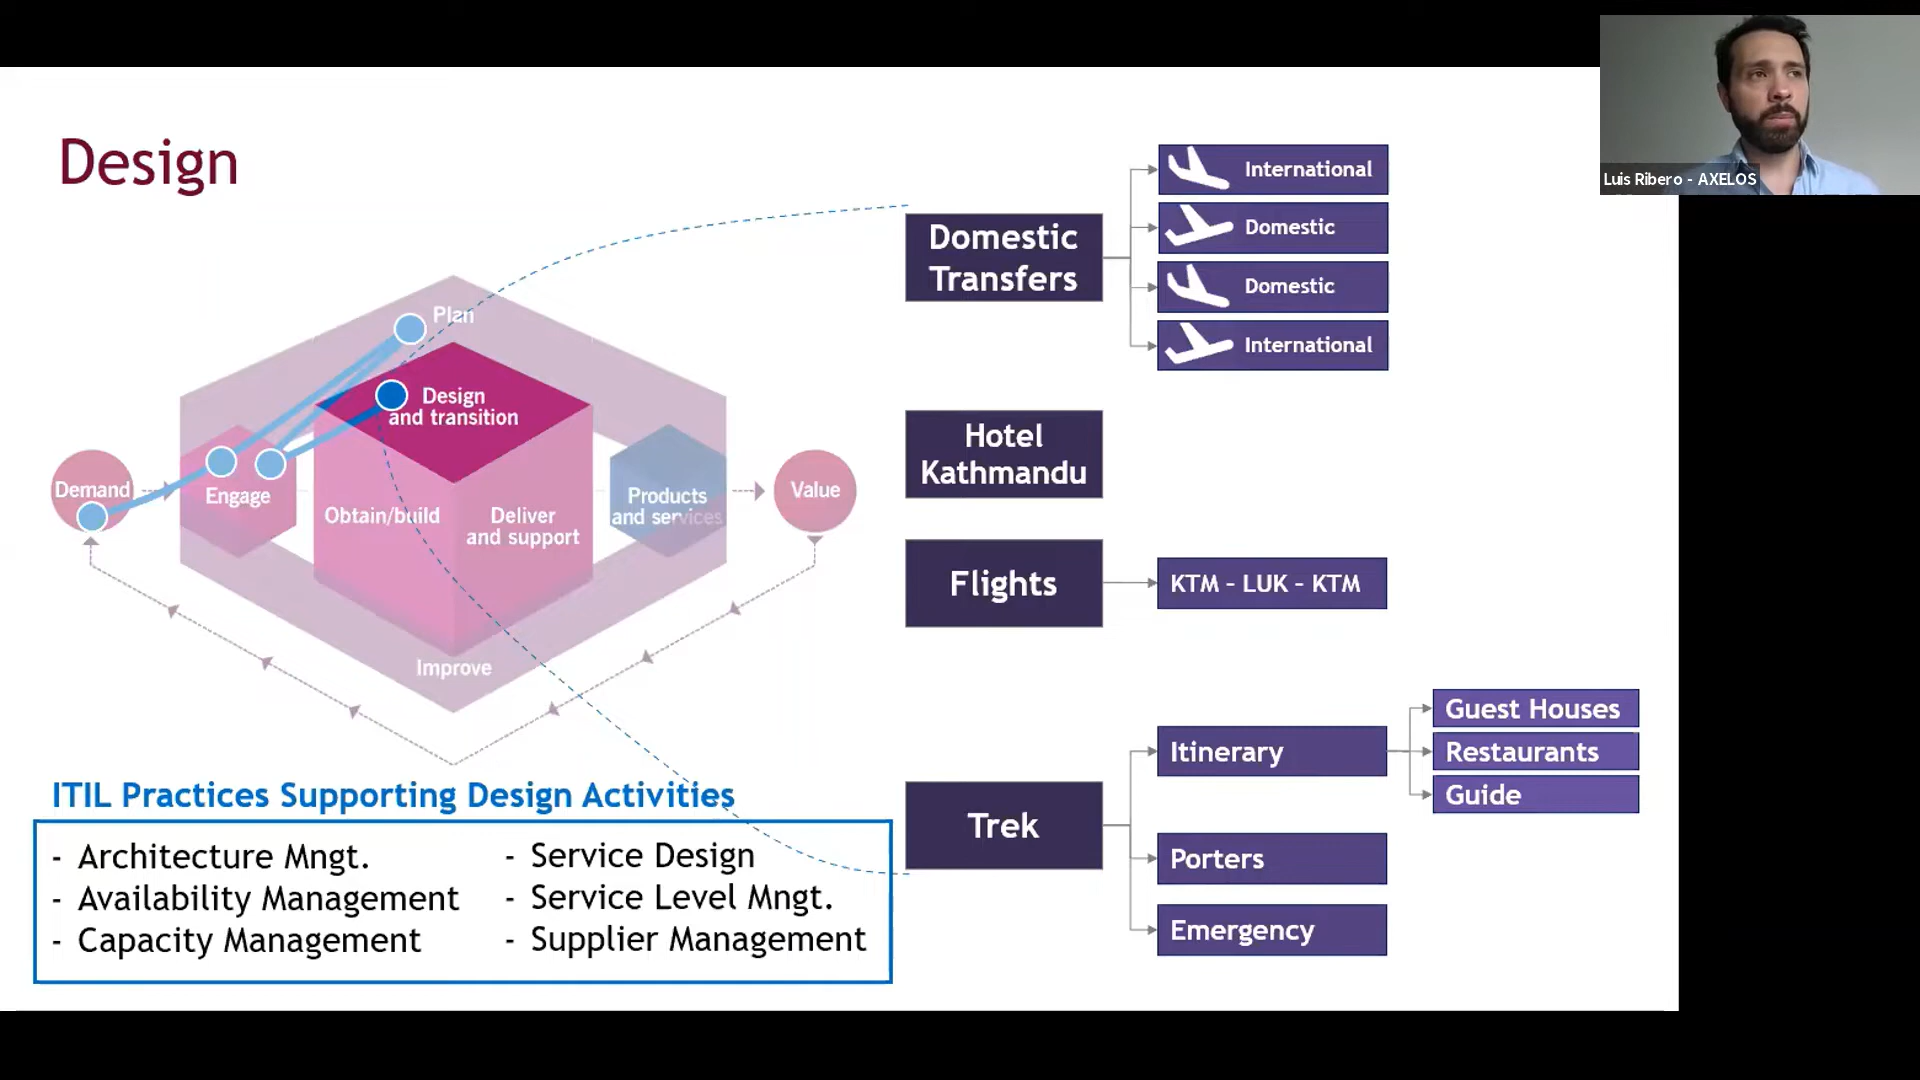 Luis Ribero - AXELOS
Design
Plan
Design
and transition
Demand
Engage
Obtain/build
Deliver
and support
Products
and services
Value
Improve
ITIL Practices Supporting Design Activities
- Architecture Mngt.
- Availability Management
- Capacity Management
- Service Design
- Service Level Mngt.
- Supplier Management
Domestic
Transfers
International
Domestic
Domestic
International
Hotel
Kathmandu
Flights
KTM - LUK - KTM
Trek
Itinerary
Guest Houses
Restaurants
Guide
Porters
Emergency